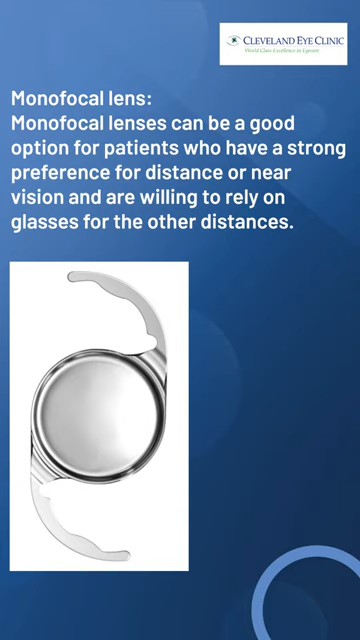 CLEVELAND EYE CLINIC
World Class Excellence in Eyecare
Monofocal lens:
Monofocal lenses can be a good
option for patients who have a strong
preference for distance or near
vision and are willing to rely on
glasses for the other distances.